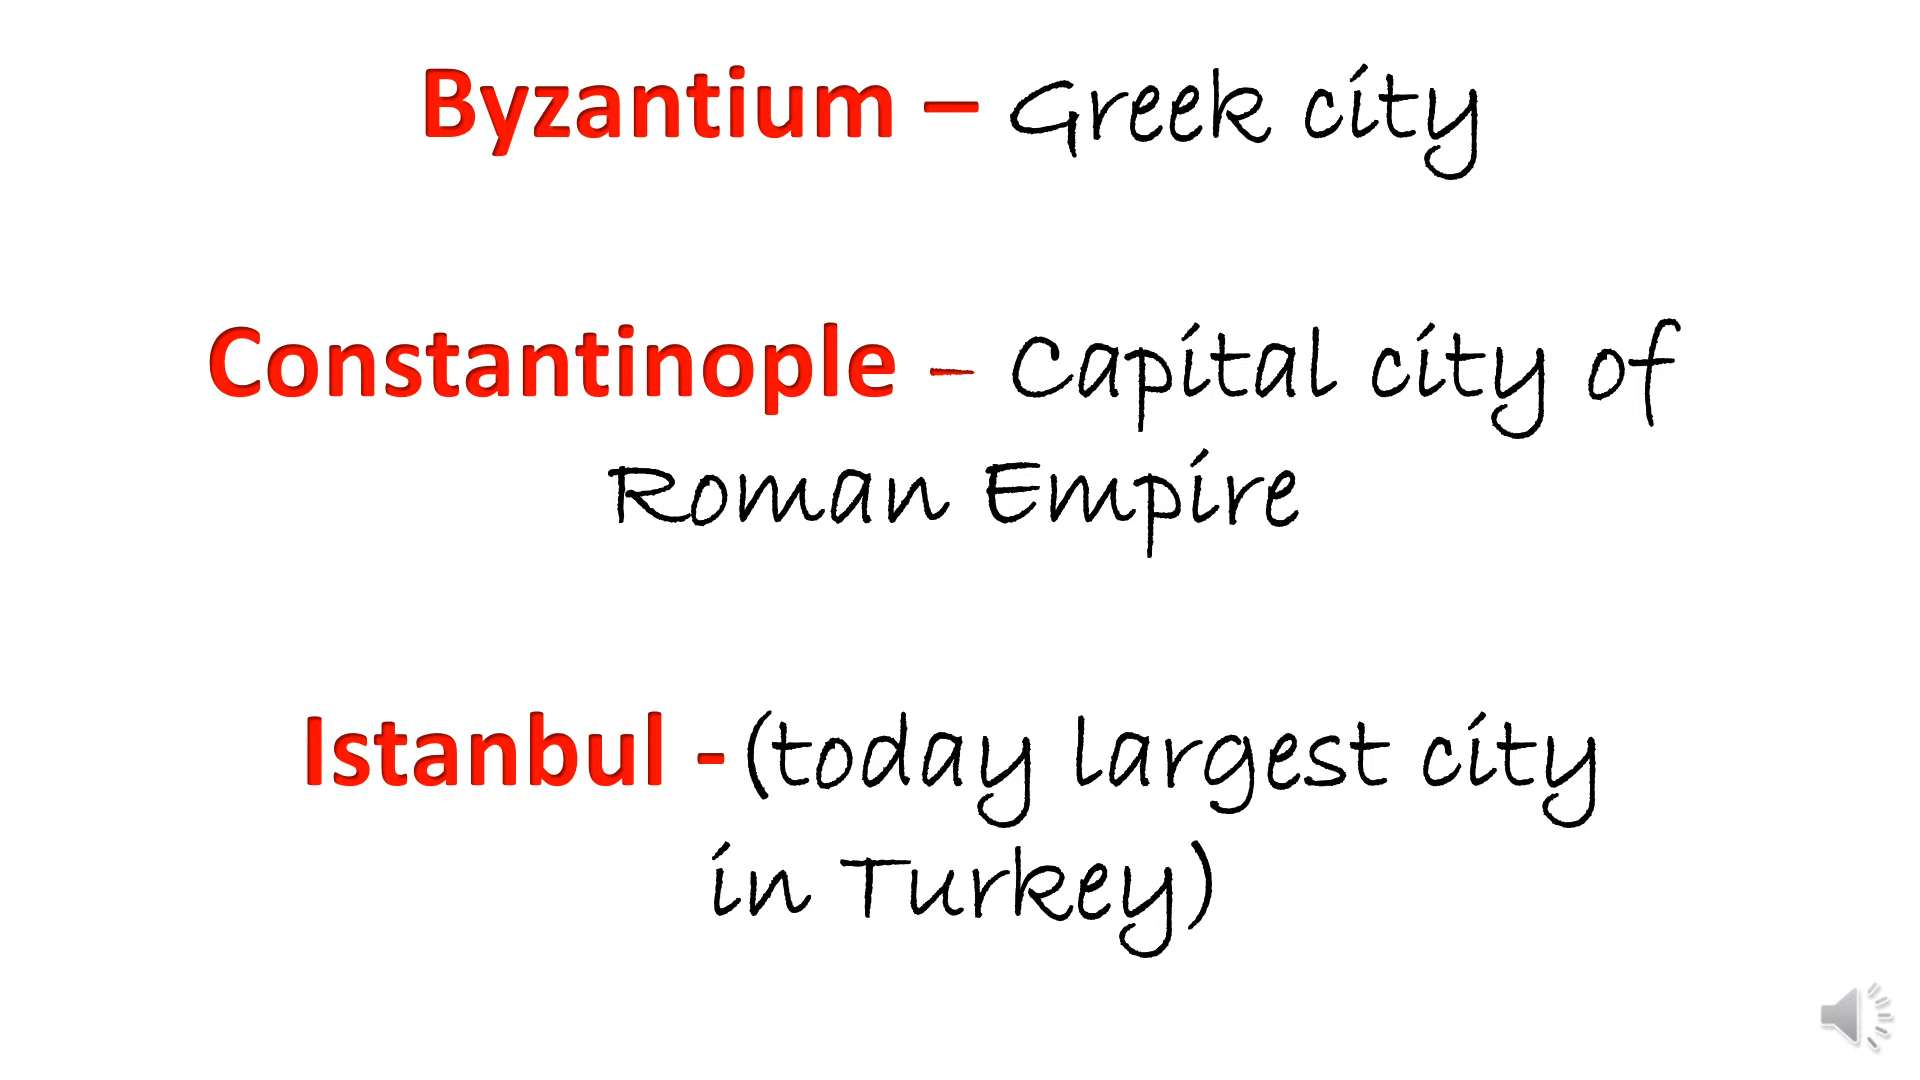 Byzantium – Greek city
Constantinople – Capital city of
Roman Empire
Istanbul - (today largest city
in Turkey)